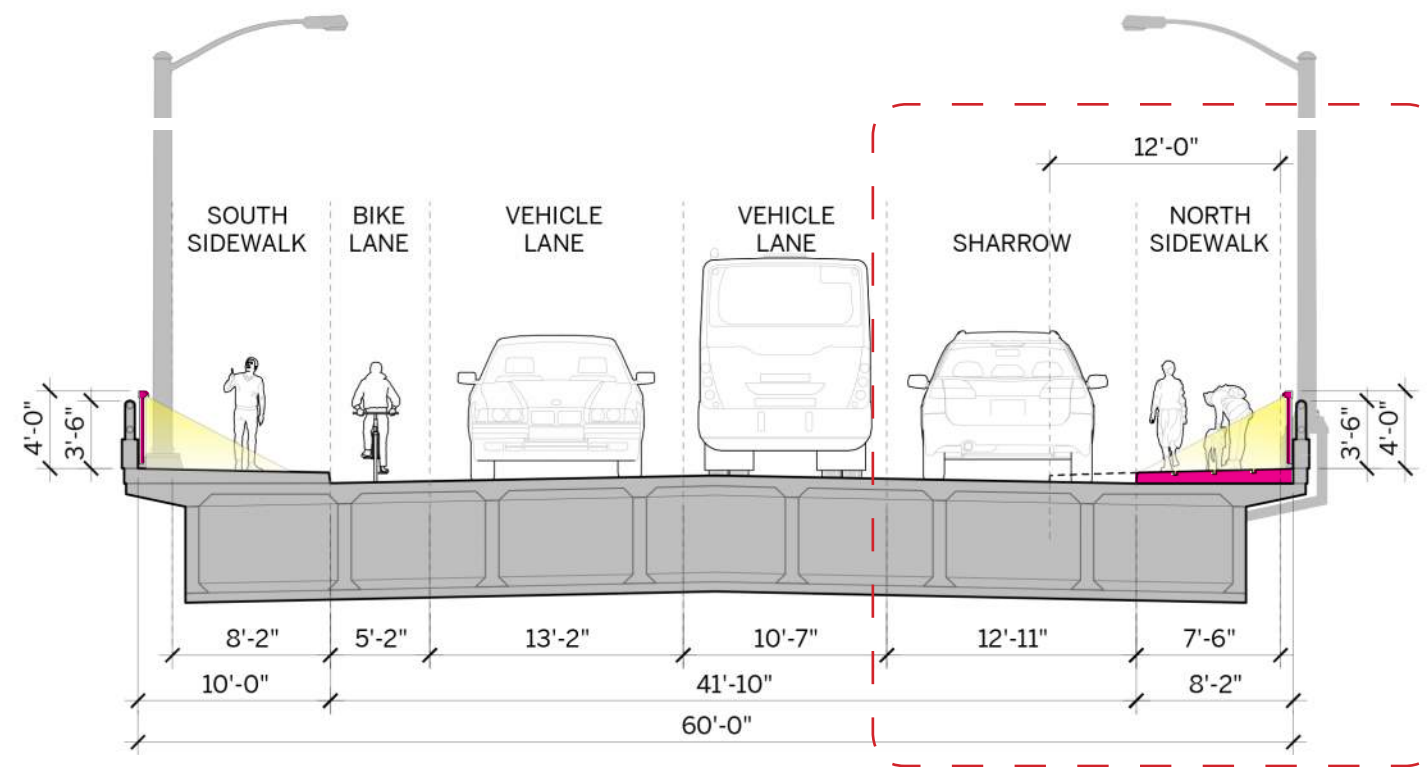 12'-0"
SOUTH
SIDEWALK
BIKE
LANE
VEHICLE
LANE
VEHICLE
LANE
SHARROW
NORTH
SIDEWALK
4'-0"
3'-6"
3'-6"
4'-0"
8'-2"
5'-2"
13'-2"
10'-7"
12'-11"
7'-6"
10'-0"
41'-10"
8'-2"
60'-0"